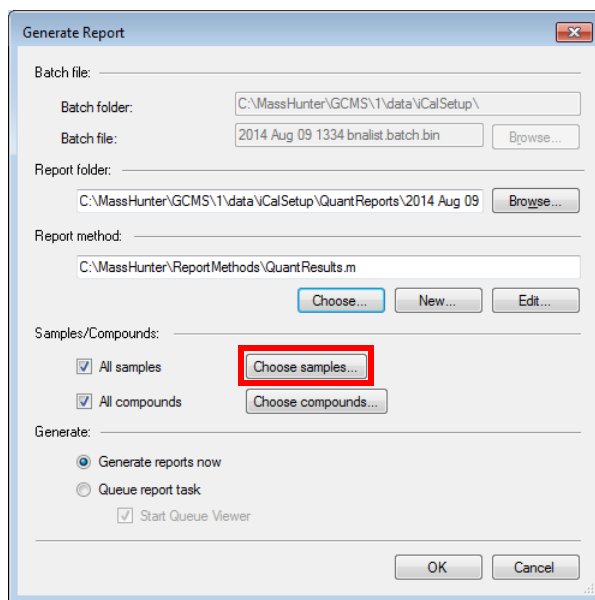 Generate Report
Batch file:
Batch folder: C:\MassHunter\GCMS\1\data\iCalSetup\
Batch file: 2014 Aug 09 1334 bnalist.batch.bin Browse...
Report folder:
C:\MassHunter\GCMS\1\data\iCalSetup\QuantReports\2014 Aug 09 Browse...
Report method:
C:\MassHunter\ReportMethods\QuantResults.m
Choose... New... Edit...
Samples/Compounds:
All samples Choose samples...
All compounds Choose compounds...
Generate:
Generate reports now
Queue report task
Start Queue Viewer
OK Cancel